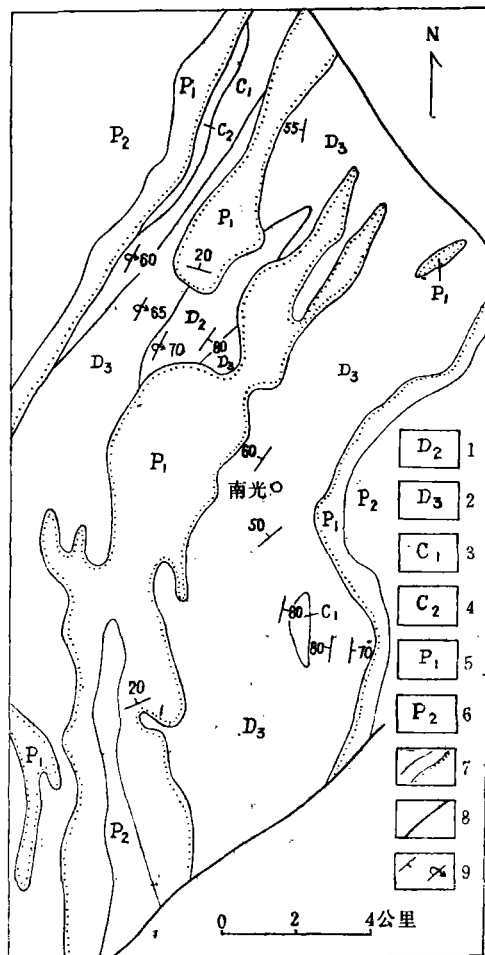 N
P₁
C₁
P₂
C₂
55
D₃
P₁
60
20
P₁
65
D₂
D₃
70
80
D₃
D₃
P₁
60
南光
50
P₂
P₁
80
C₁
80
70°
20
D₃
P₁
P₂
D₂ 1
D₃ 2
C₁ 3
C₂ 4
P₁ 5
P₂ 6
7
8
9
0 2 4公里